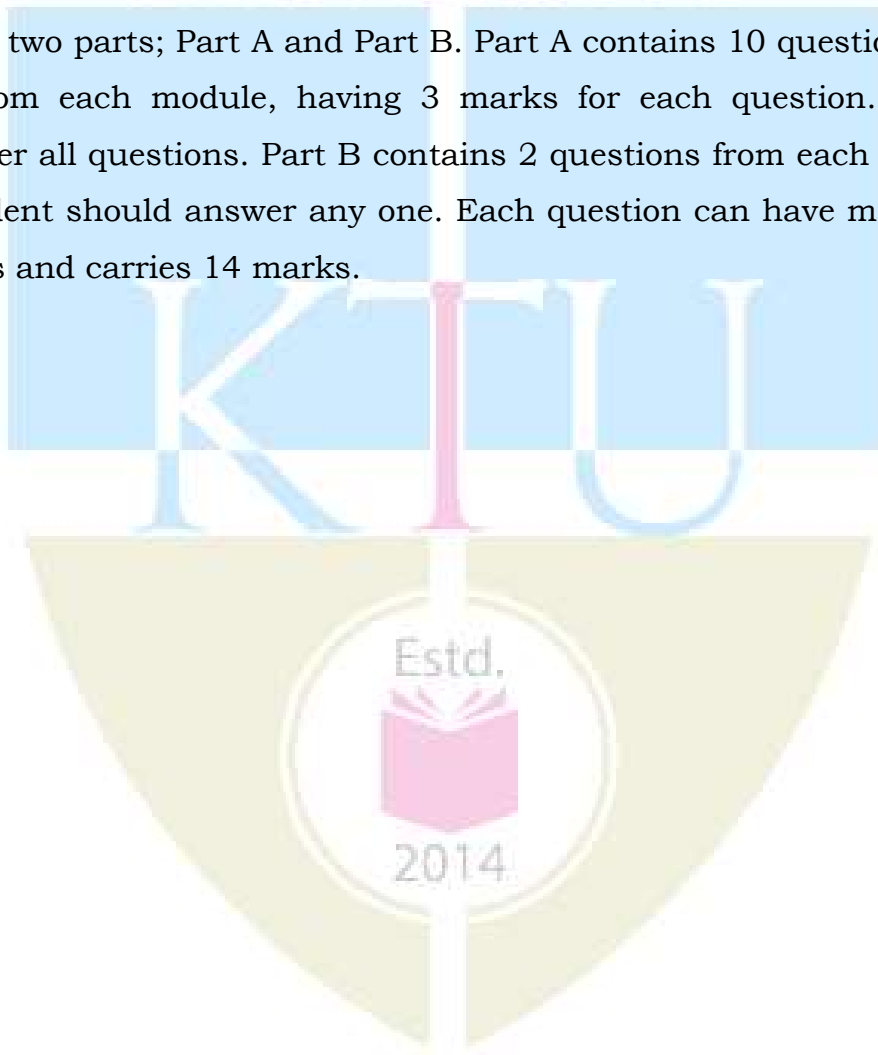 two parts; Part A and Part B. Part A contains 10 questio
om each module, having 3 marks for each question.
er all questions. Part B contains 2 questions from each
dent should answer any one. Each question can have m
s and carries 14 marks.
KTU
Estd.
2014